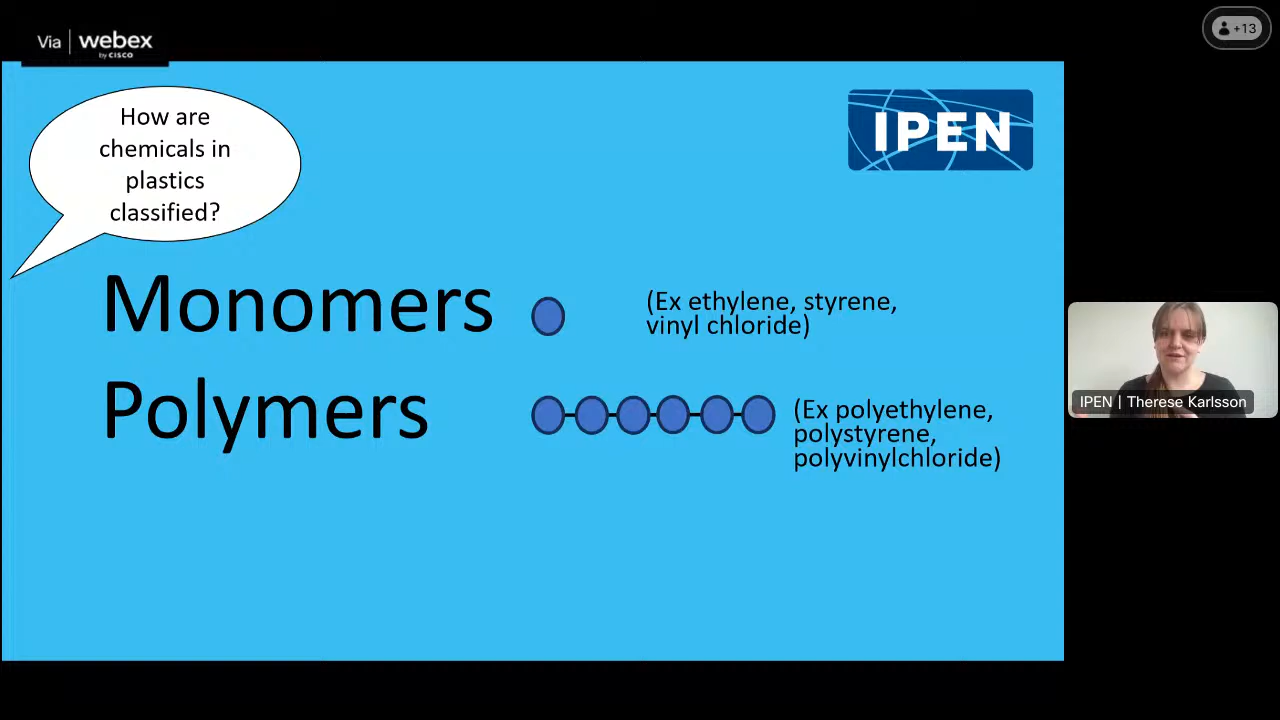 Via webex
by CISCO
+13
How are
chemicals in
plastics
classified?
IPEN
Monomers
(Ex ethylene, styrene,
vinyl chloride)
Polymers
(Ex polyethylene,
polystyrene,
polyvinylchloride)
IPEN | Therese Karlsson